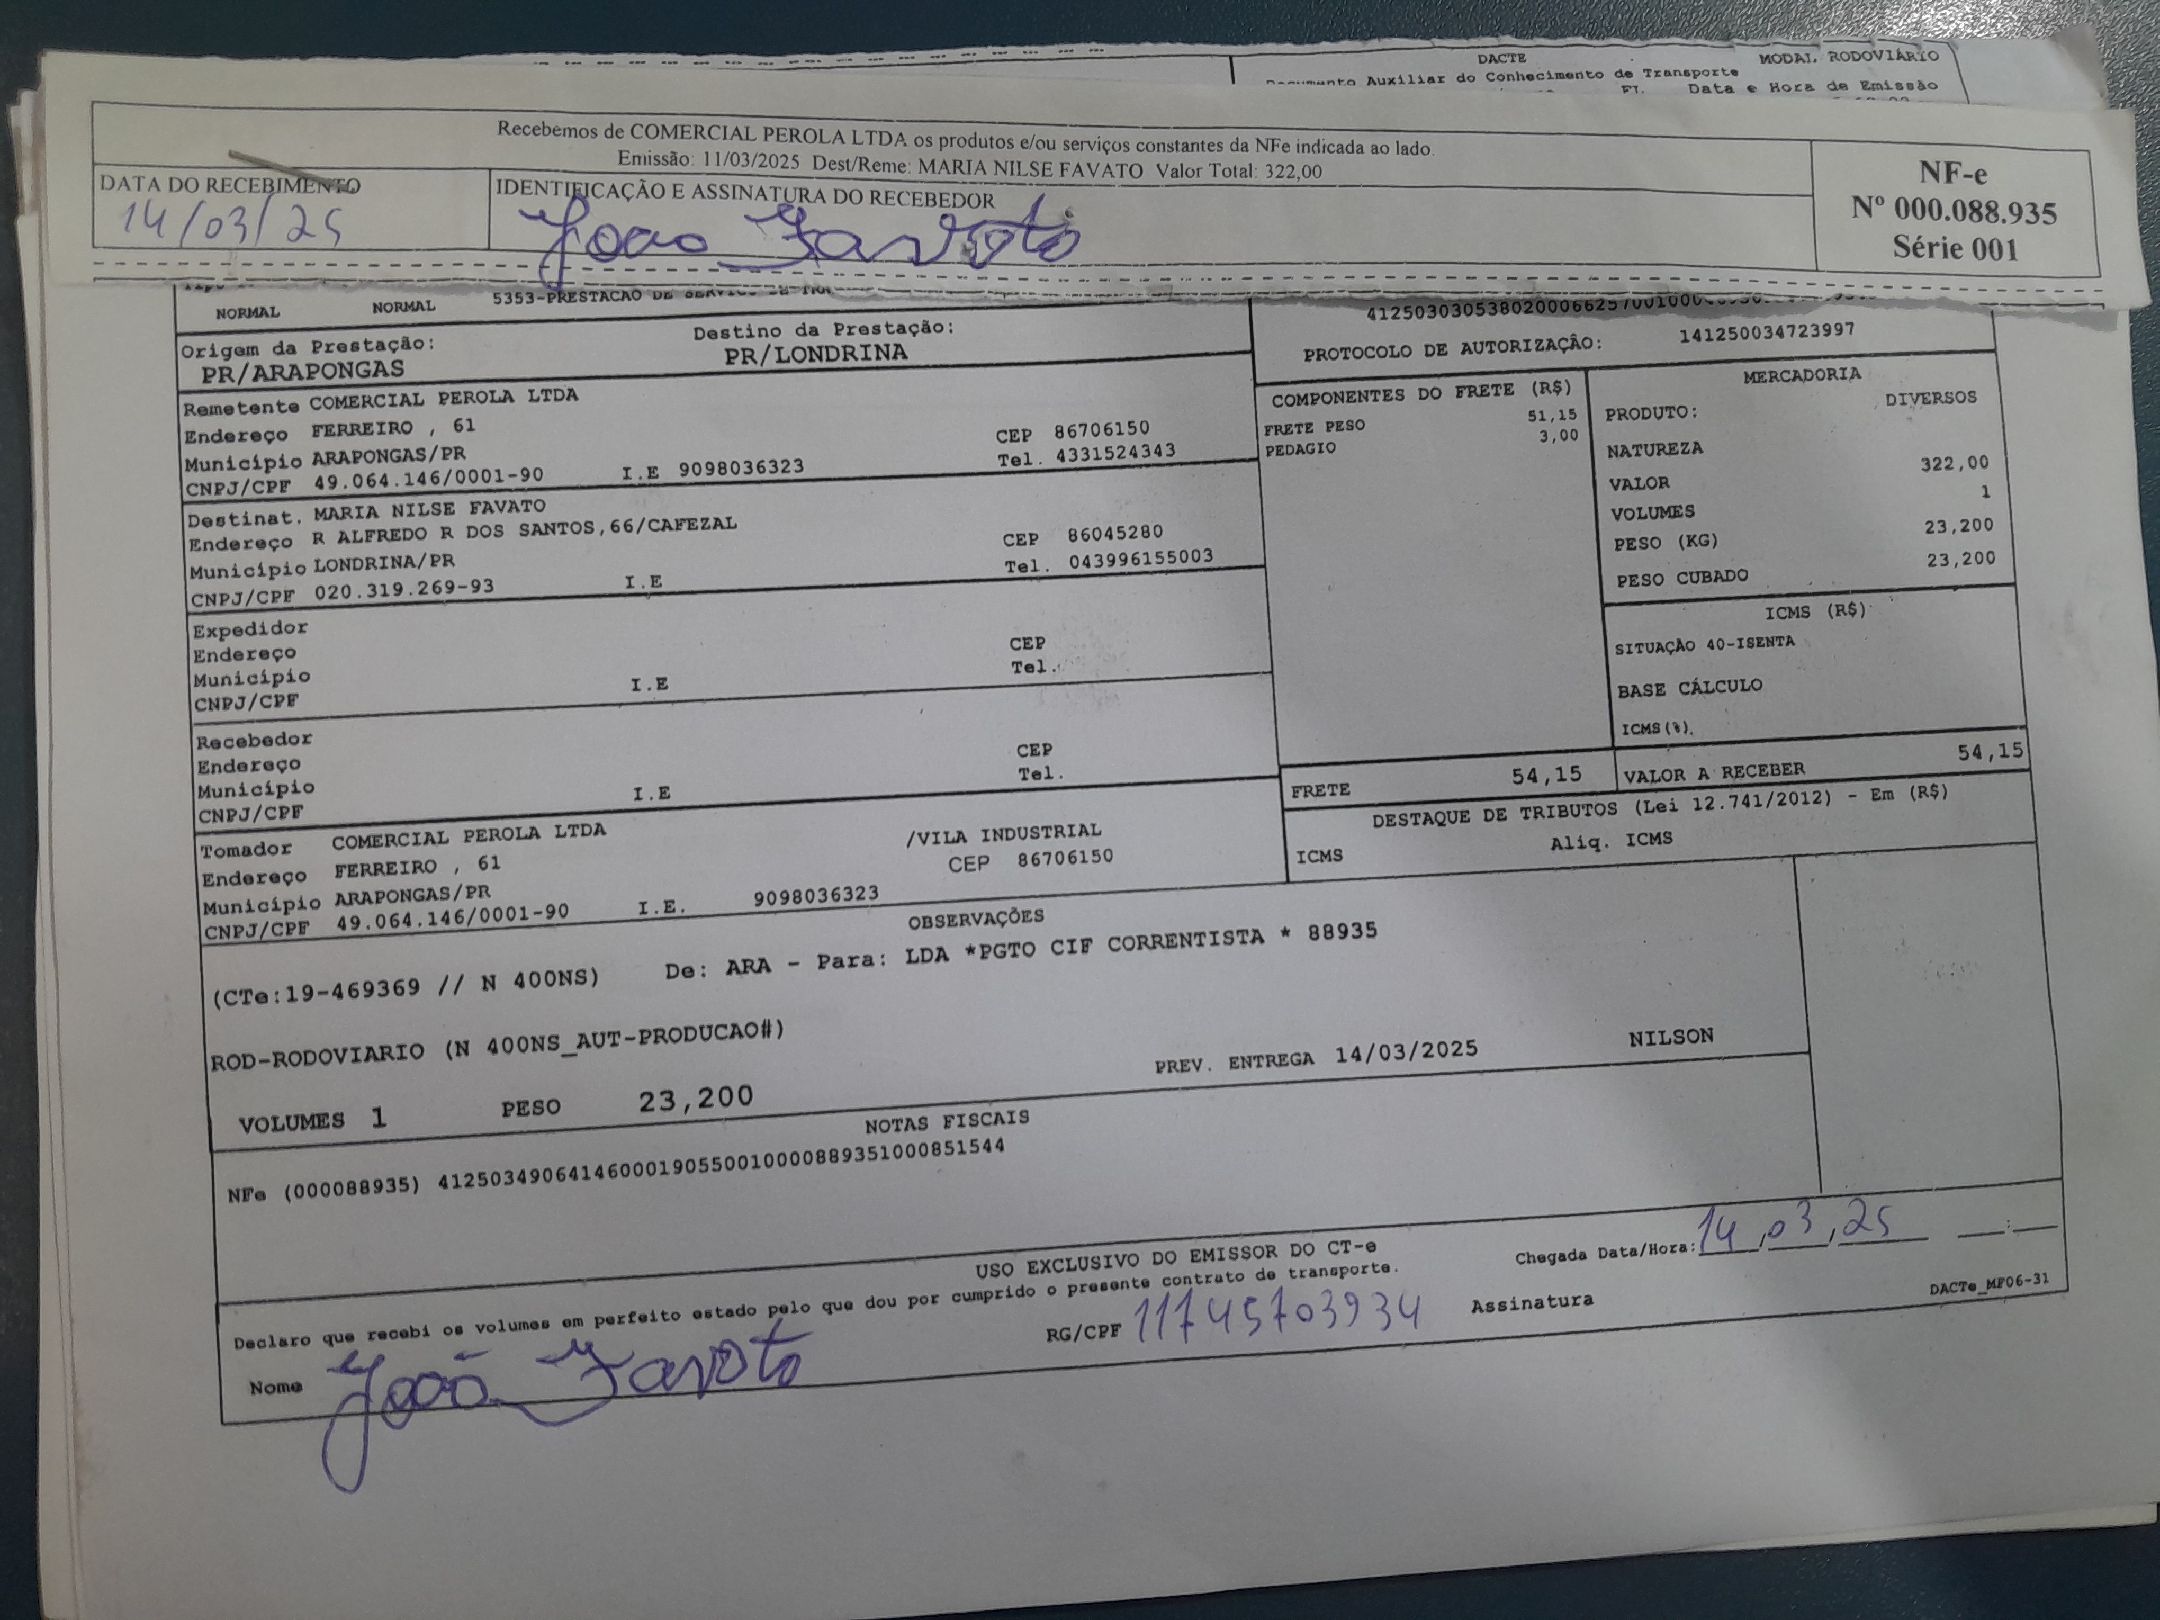 DACTE MODAL RODOVIÁRIO
Documento Auxiliar do Conhecimento de Transporte
FL. Data e Hora de Emissão
Recebemos de COMERCIAL PEROLA LTDA os produtos e/ou serviços constantes da NFe indicada ao lado.
Emissão: 11/03/2025 Dest/Reme: MARIA NILSE FAVATO Valor Total: 322,00
DATA DO RECEBIMENTO
14/03/25
IDENTIFICAÇÃO E ASSINATURA DO RECEBEDOR
Joao Favoto
NF-e
Nº 000.088.935
Série 001
NORMAL NORMAL 5353-PRESTACAO DE SERVICO DE
Origem da Prestação: Destino da Prestação:
PR/ARAPONGAS PR/LONDRINA
PROTOCOLO DE AUTORIZAÇÃO: 141250034723997
Remetente COMERCIAL PEROLA LTDA
Endereço FERREIRO , 61 CEP 86706150
Município ARAPONGAS/PR Tel. 4331524343
CNPJ/CPF 49.064.146/0001-90 I.E 9098036323
Destinat. MARIA NILSE FAVATO
Endereço R ALFREDO R DOS SANTOS,66/CAFEZAL CEP 86045280
Município LONDRINA/PR Tel. 043996155003
CNPJ/CPF 020.319.269-93 I.E
Expedidor
Endereço CEP
Município Tel.
CNPJ/CPF I.E
Recebedor
Endereço CEP
Município Tel.
CNPJ/CPF I.E
Tomador COMERCIAL PEROLA LTDA /VILA INDUSTRIAL
Endereço FERREIRO , 61 CEP 86706150
Município ARAPONGAS/PR
CNPJ/CPF 49.064.146/0001-90 I.E. 9098036323
COMPONENTES DO FRETE (R$)
FRETE PESO 51,15
PEDAGIO 3,00
MERCADORIA
PRODUTO: DIVERSOS
NATUREZA
VALOR 322,00
VOLUMES 1
PESO (KG) 23,200
PESO CUBADO 23,200
ICMS (R$)
SITUAÇÃO 40-ISENTA
BASE CÁLCULO
ICMS(%).
FRETE 54,15 VALOR A RECEBER 54,15
DESTAQUE DE TRIBUTOS (Lei 12.741/2012) - Em (R$)
ICMS Aliq. ICMS
OBSERVAÇÕES
(CTe:19-469369 // N 400NS) De: ARA - Para: LDA *PGTO CIF CORRENTISTA * 88935
ROD-RODOVIARIO (N 400NS_AUT-PRODUCAO#)
PREV. ENTREGA 14/03/2025 NILSON
VOLUMES 1 PESO 23,200
NOTAS FISCAIS
NFe (000088935) 41250349064146000190550010000889351000851544
USO EXCLUSIVO DO EMISSOR DO CT-e
Declaro que recebi os volumes em perfeito estado pelo que dou por cumprido o presente contrato de transporte.
Chegada Data/Hora: 14,03,25 __:__
Nome João Favoto
RG/CPF 11745703934 Assinatura
DACTe_MF06-31